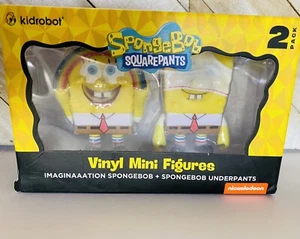 kidrobot
SpongeBob
SQUAREPANTS
2
PACK
Vinyl Mini Figures
IMAGINAAATION SPONGEBOB + SPONGEBOB UNDERPANTS
nickelodeon